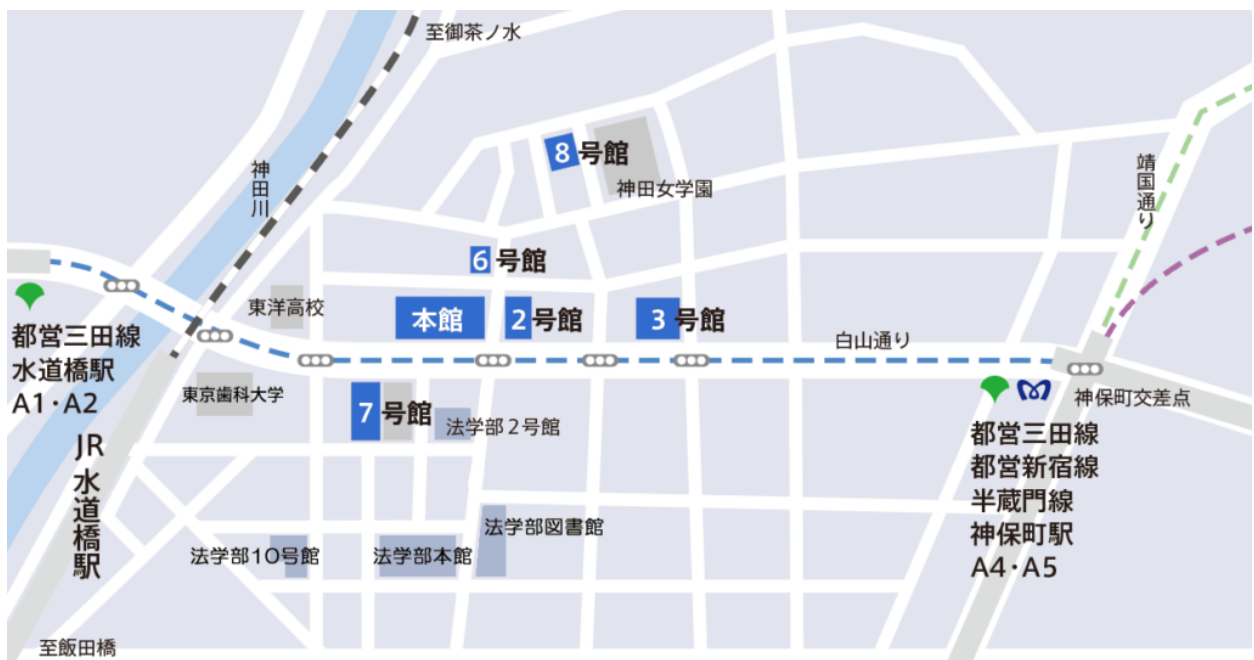 至御茶ノ水
8号館
神田女学園
神田川
靖国通り
6号館
東洋高校
本館
2号館
3号館
白山通り
都営三田線
水道橋駅
A1・A2
東京歯科大学
7号館
法学部2号館
神保町交差点
JR水道橋駅
都営三田線
都営新宿線
半蔵門線
神保町駅
A4・A5
法学部図書館
法学部10号館
法学部本館
至飯田橋